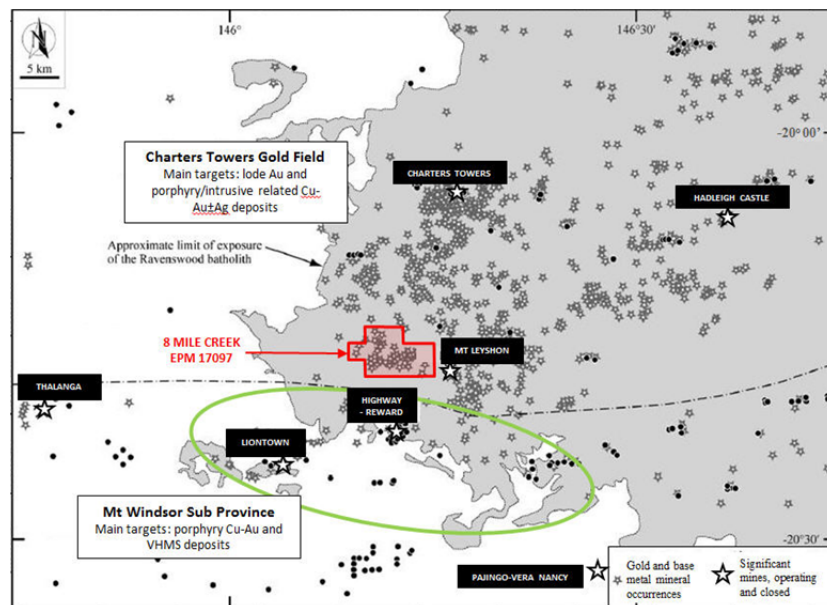 146°
146°30'
N
5 km
-20° 00'
Charters Towers Gold Field
Main targets: lode Au and
porphyry/intrusive related Cu-
Au±Ag deposits
CHARTERS TOWERS
HADLEIGH CASTLE
Approximate limit of exposure
of the Ravenswood batholith
8 MILE CREEK
EPM 17097
MT LEYSHON
THALANGA
HIGHWAY
- REWARD
LIONTOWN
Mt Windsor Sub Province
Main targets: porphyry Cu-Au and
VHMS deposits
-20°30'
PAJINGO-VERA NANCY
Gold and base
metal mineral
occurrences
Significant
mines, operating
and closed